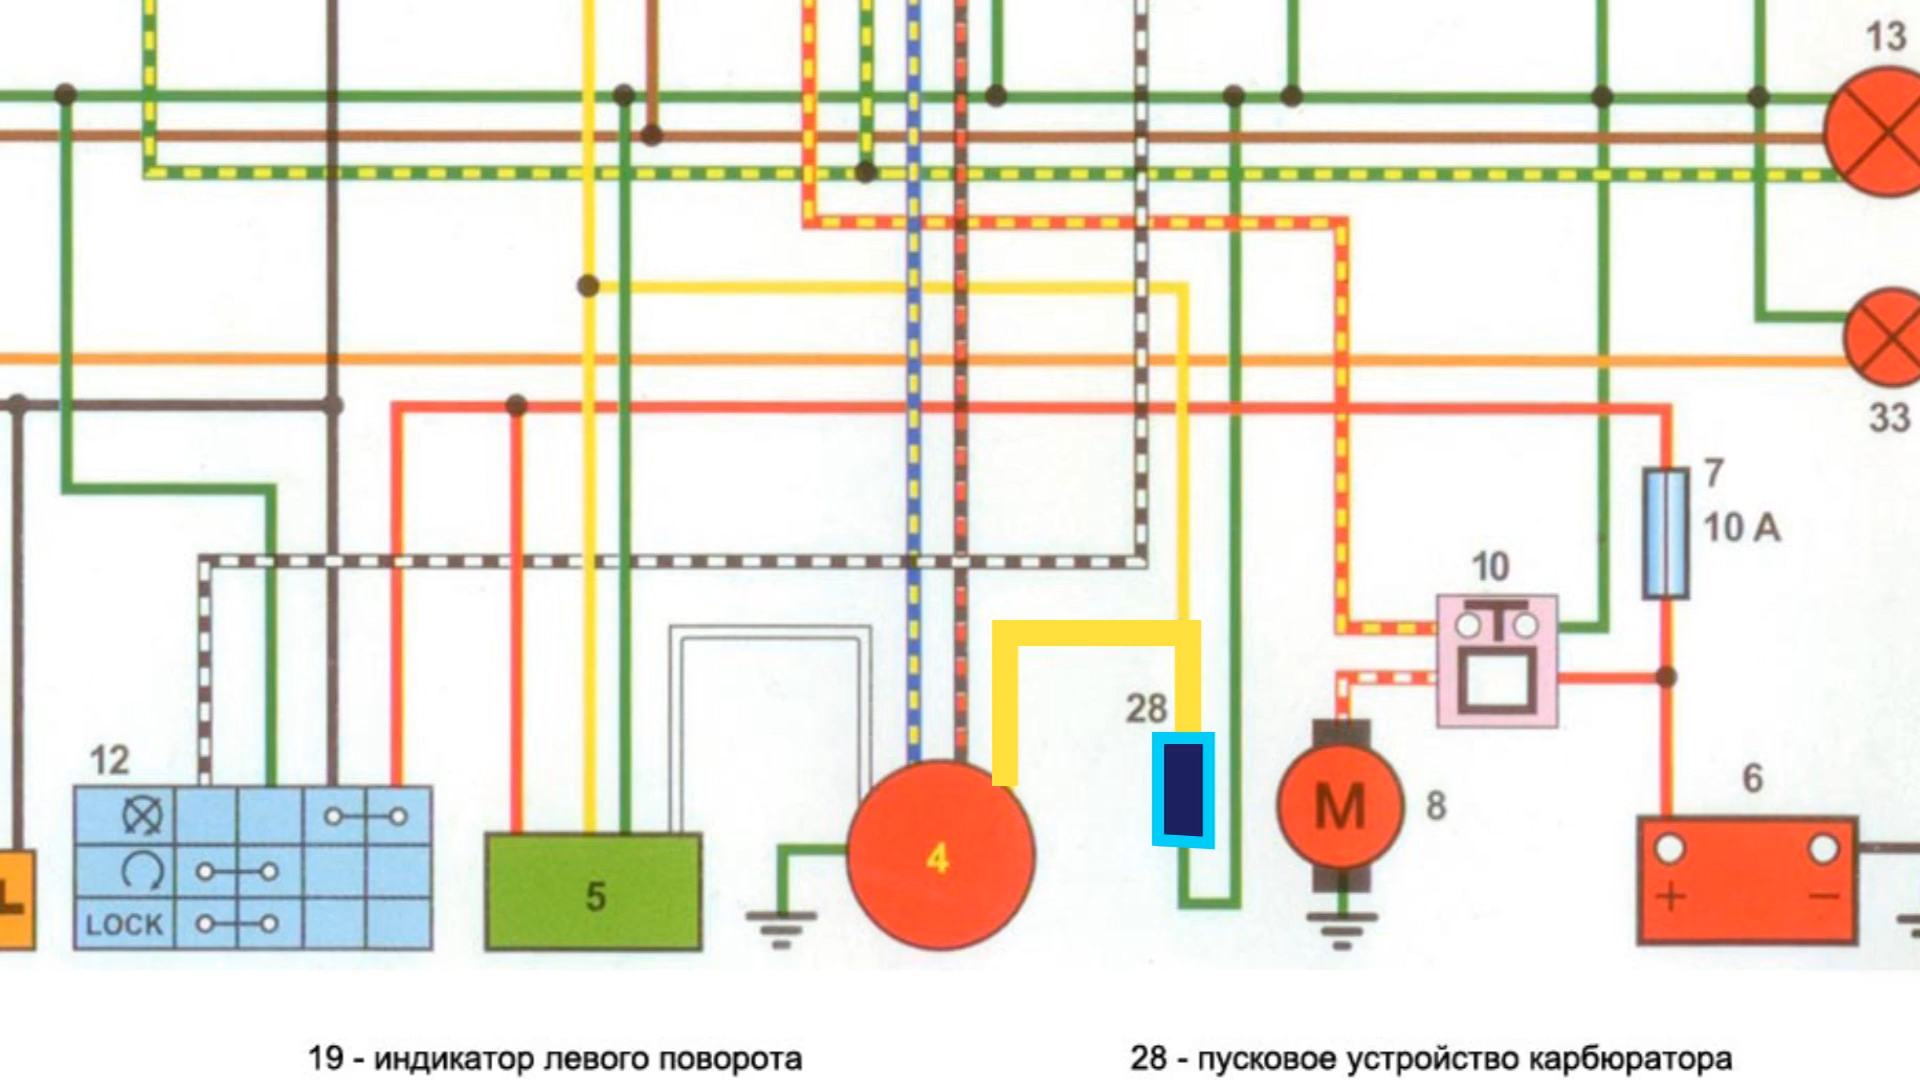 13
33
7
10 A
10
28
12
8
6
L
LOCK
5
4
M
+ −
19 - индикатор левого поворота
28 - пусковое устройство карбюратора